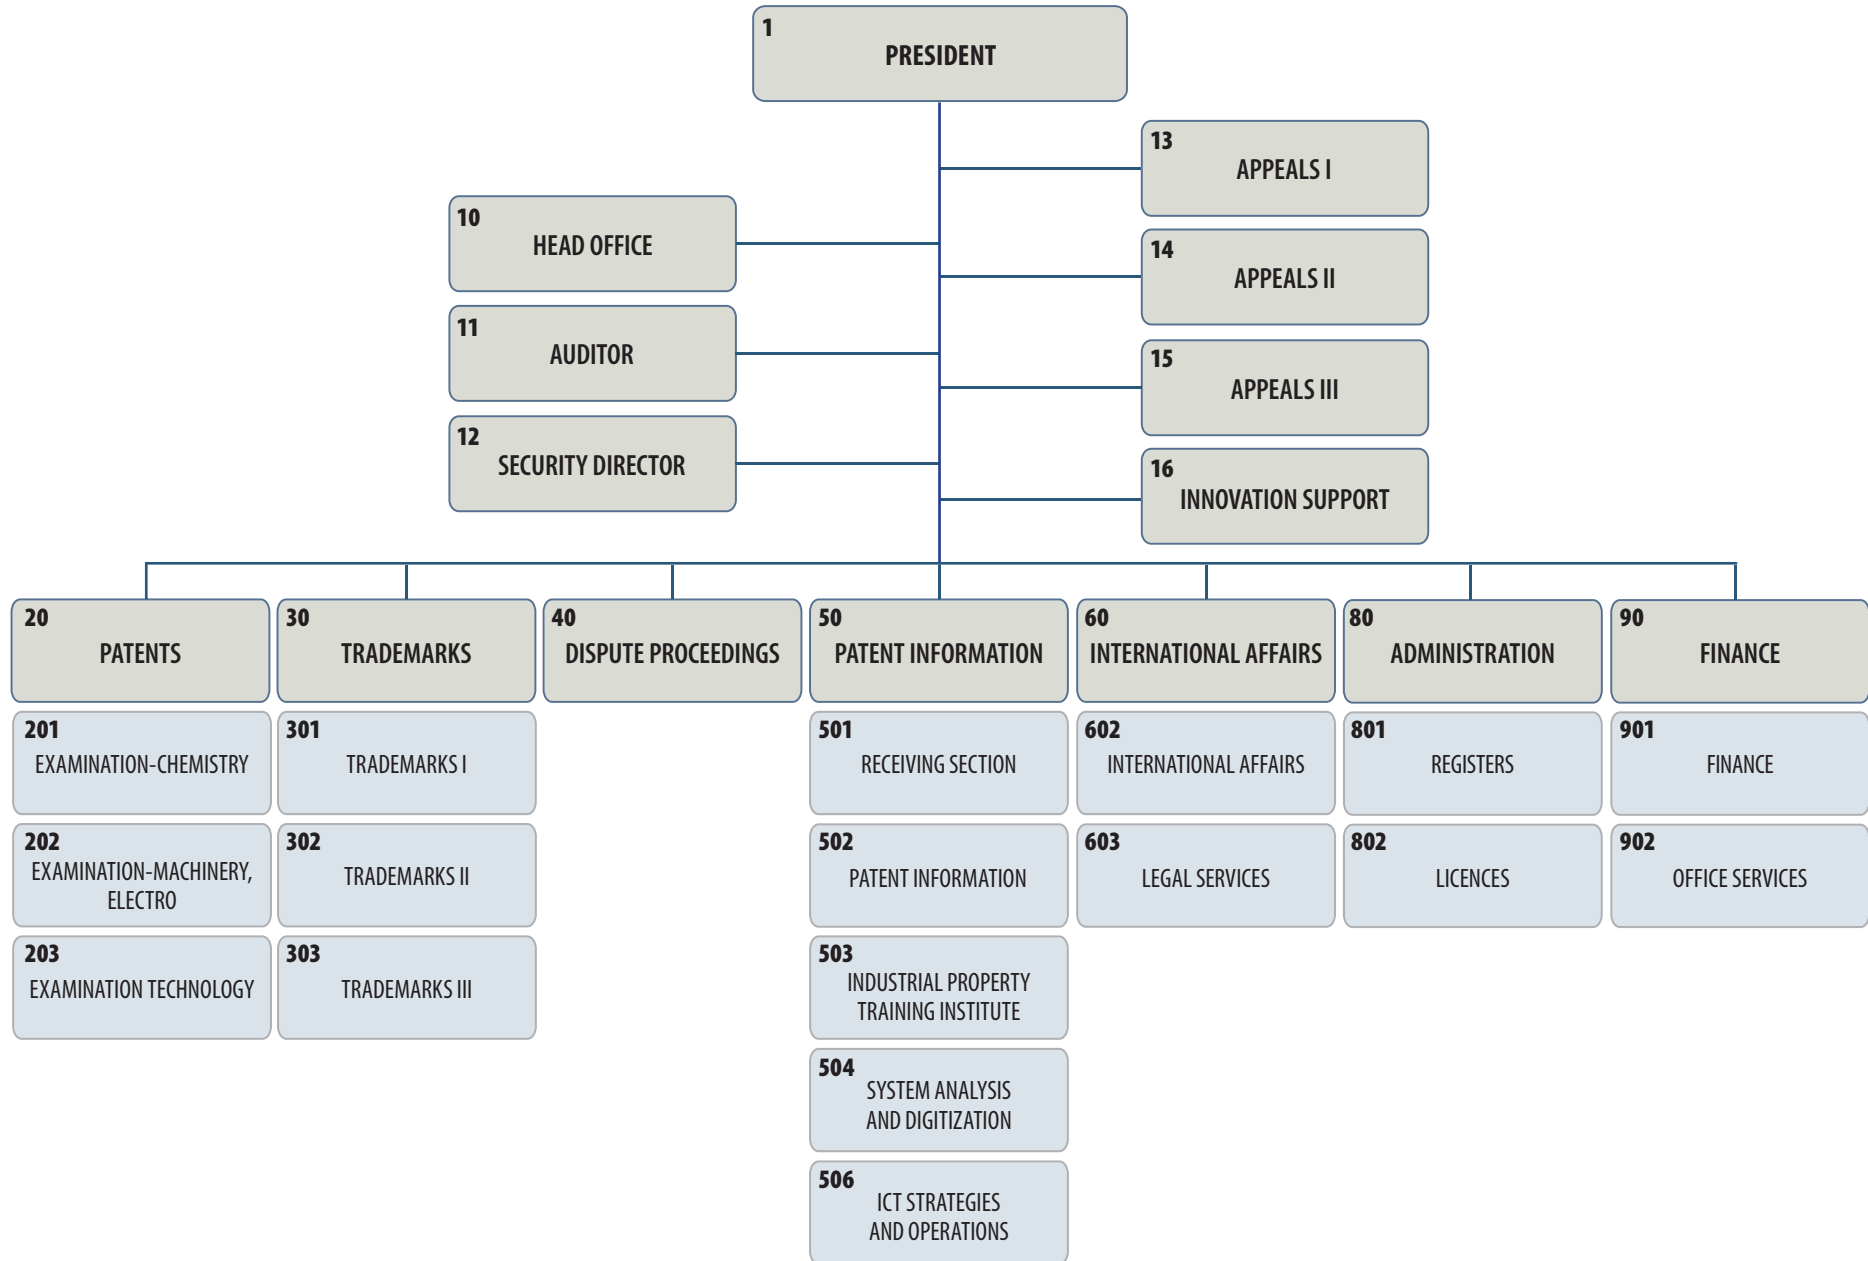 1
PRESIDENT
13
APPEALS I
10
HEAD OFFICE
14
APPEALS II
11
AUDITOR
15
APPEALS III
12
SECURITY DIRECTOR
16
INNOVATION SUPPORT
20
PATENTS
30
TRADEMARKS
40
DISPUTE PROCEEDINGS
50
PATENT INFORMATION
60
INTERNATIONAL AFFAIRS
80
ADMINISTRATION
90
FINANCE
201
EXAMINATION-CHEMISTRY
301
TRADEMARKS I
501
RECEIVING SECTION
602
INTERNATIONAL AFFAIRS
801
REGISTERS
901
FINANCE
202
EXAMINATION-MACHINERY,
ELECTRO
302
TRADEMARKS II
502
PATENT INFORMATION
603
LEGAL SERVICES
802
LICENCES
902
OFFICE SERVICES
203
EXAMINATION TECHNOLOGY
303
TRADEMARKS III
503
INDUSTRIAL PROPERTY
TRAINING INSTITUTE
504
SYSTEM ANALYSIS
AND DIGITIZATION
506
ICT STRATEGIES
AND OPERATIONS